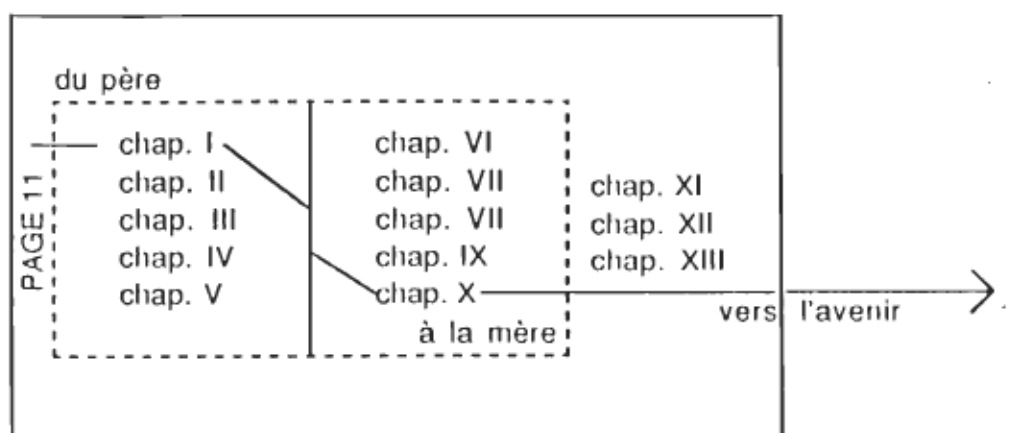 du père
PAGE 11
chap. I
chap. II
chap. III
chap. IV
chap. V
chap. VI
chap. VII
chap. VII
chap. IX
chap. X
à la mère
chap. XI
chap. XII
chap. XIII
vers l'avenir